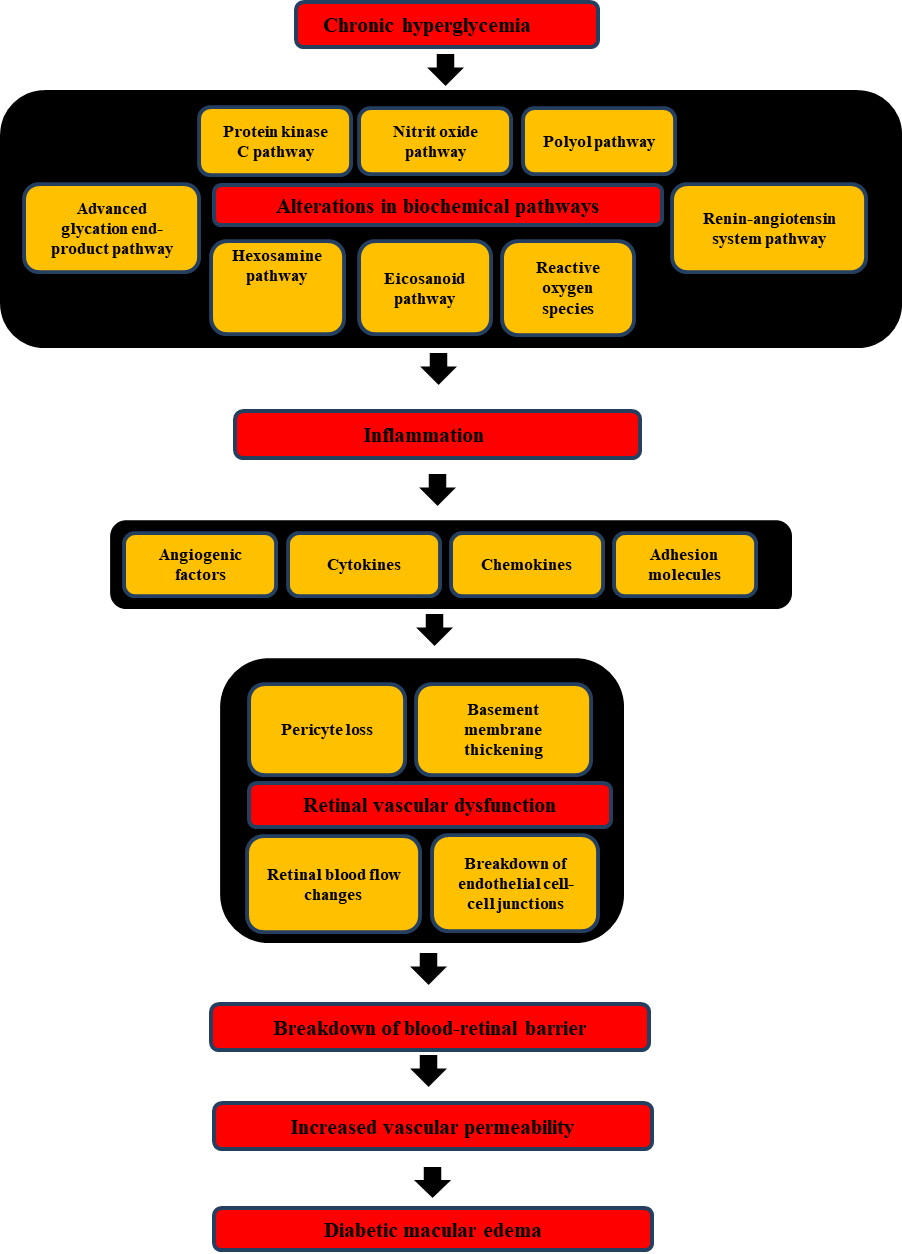 Chronic hyperglycemia
Protein kinase
C pathway
Nitrit oxide
pathway
Polyol pathway
Advanced
glycation end-
product pathway
Alterations in biochemical pathways
Renin-angiotensin
system pathway
Hexosamine
pathway
Eicosanoid
pathway
Reactive
oxygen
species
Inflammation
Angiogenic
factors
Cytokines
Chemokines
Adhesion
molecules
Pericyte loss
Basement
membrane
thickening
Retinal vascular dysfunction
Retinal blood flow
changes
Breakdown of
endothelial cell-
cell junctions
Breakdown of blood-retinal barrier
Increased vascular permeability
Diabetic macular edema